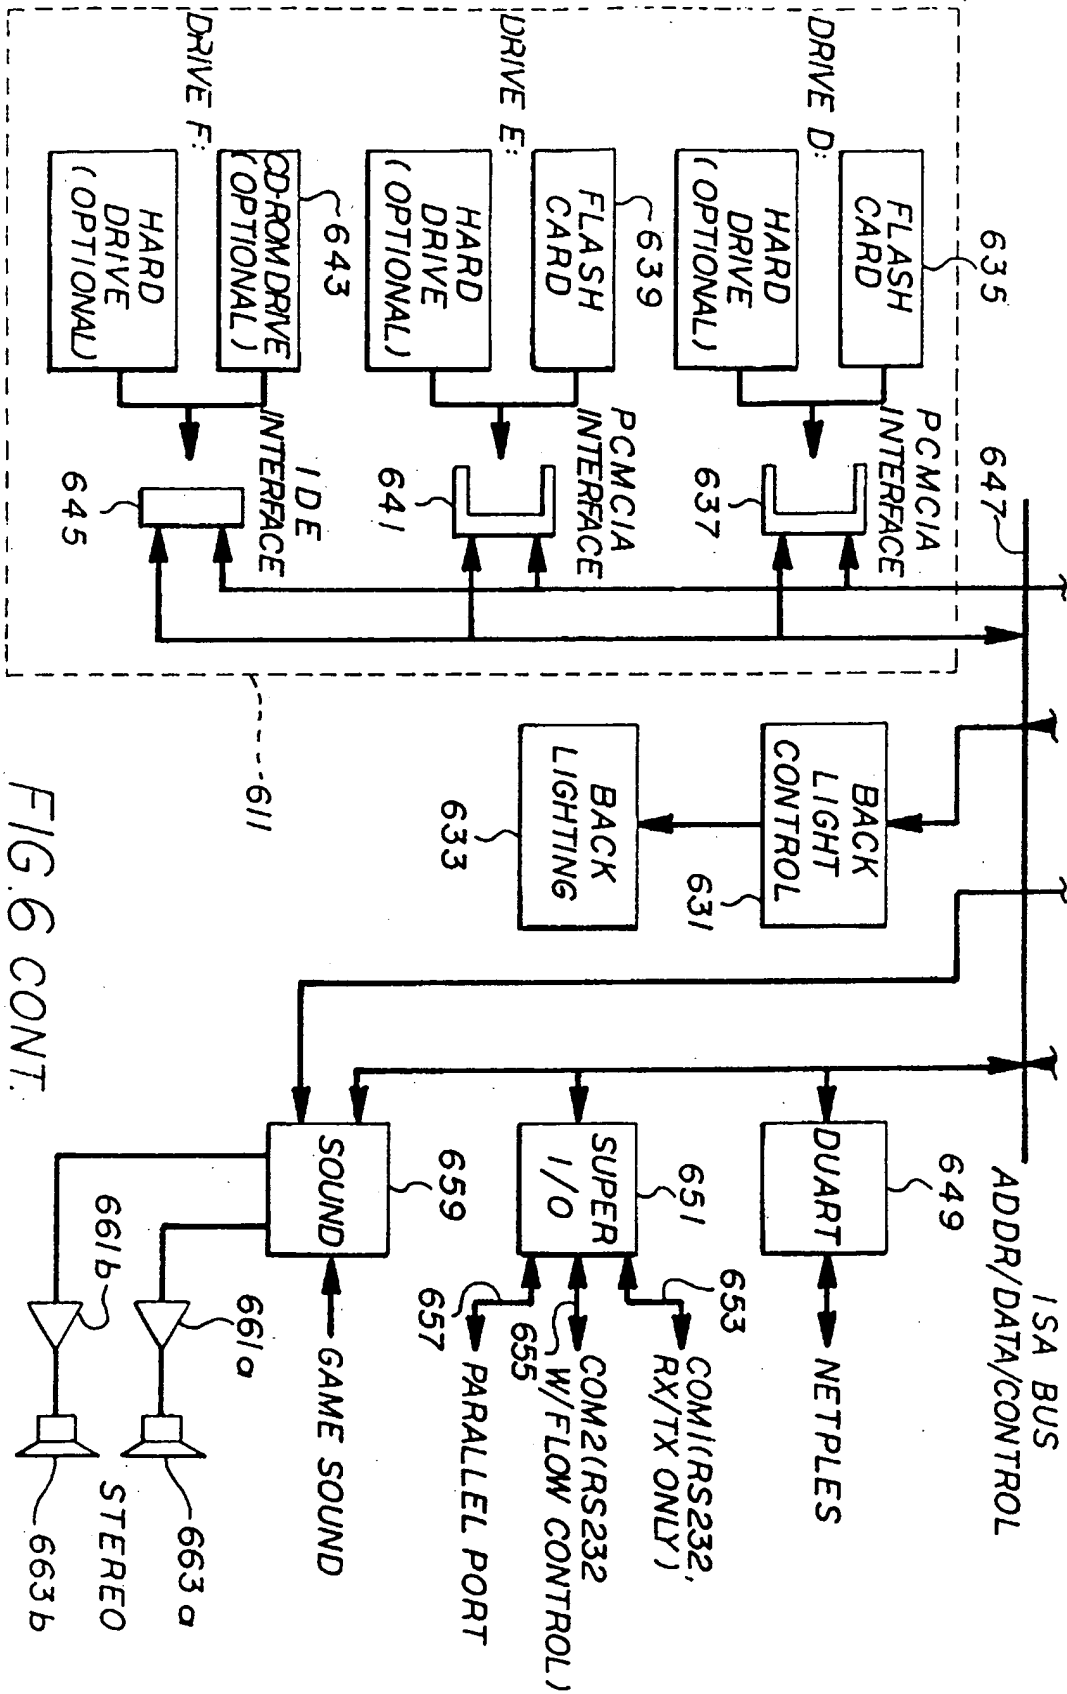 647
ISA BUS
ADDR/DATA/CONTROL
635
DRIVE D:
FLASH
CARD
HARD
DRIVE
(OPTIONAL)
PCMCIA
INTERFACE
637
639
DRIVE E:
FLASH
CARD
HARD
DRIVE
(OPTIONAL)
PCMCIA
INTERFACE
641
643
DRIVE F:
CD-ROM DRIVE
(OPTIONAL)
HARD
DRIVE
(OPTIONAL)
IDE
INTERFACE
645
611
BACK
LIGHT
CONTROL
631
BACK
LIGHTING
633
DUART
649
NETPLES
SUPER
I/O
651
653
COM1(RS232,
RX/TX ONLY)
655
COM2(RS232
W/FLOW CONTROL)
657
PARALLEL PORT
SOUND
659
GAME SOUND
661a
661b
663a
STEREO
663b
FIG.6 CONT.